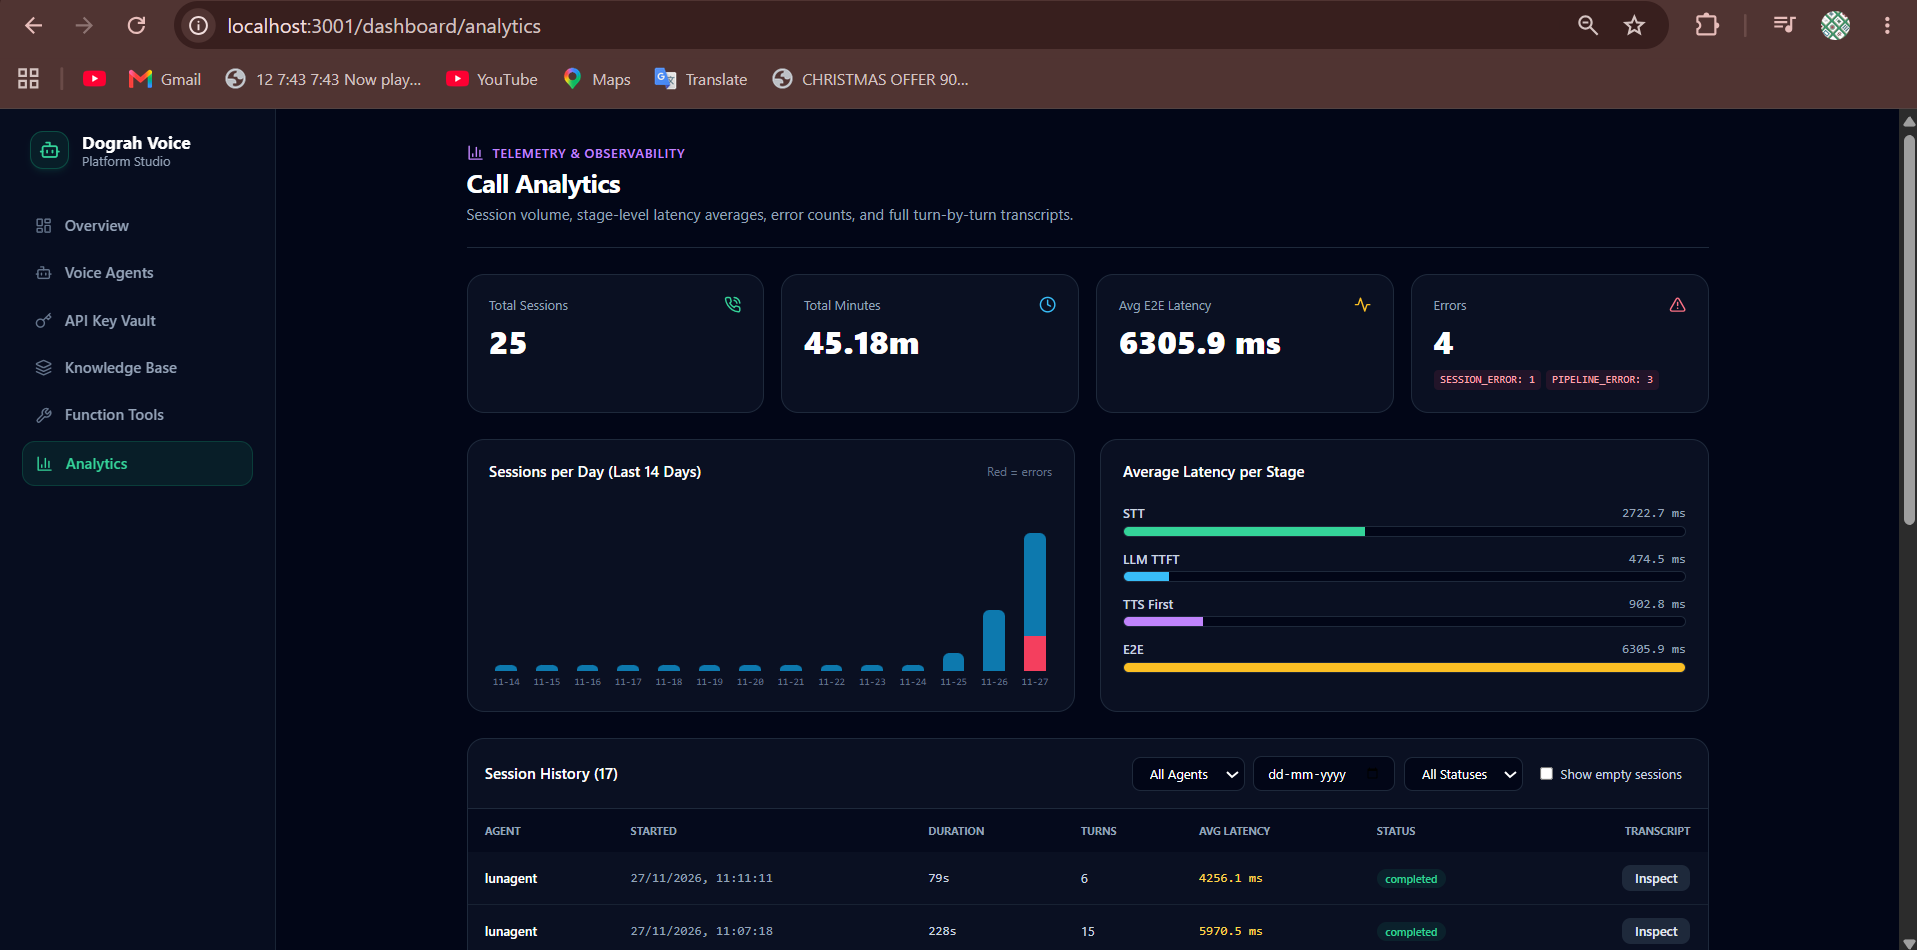 localhost:3001/dashboard/analytics
Gmail
12 7:43 7:43 Now play...
YouTube
Maps
Translate
CHRISTMAS OFFER 90...
Dograh Voice
Platform Studio
Overview
Voice Agents
API Key Vault
Knowledge Base
Function Tools
Analytics
TELEMETRY & OBSERVABILITY
Call Analytics
Session volume, stage-level latency averages, error counts, and full turn-by-turn transcripts.
Total Sessions
25
Total Minutes
45.18m
Avg E2E Latency
6305.9 ms
Errors
4
SESSION_ERROR: 1 PIPELINE_ERROR: 3
Sessions per Day (Last 14 Days)
Red = errors
11-14 11-15 11-16 11-17 11-18 11-19 11-20 11-21 11-22 11-23 11-24 11-25 11-26 11-27
Average Latency per Stage
STT 2722.7 ms
LLM TTFT 474.5 ms
TTS First 902.8 ms
E2E 6305.9 ms
Session History (17)
All Agents
dd-mm-yyyy
All Statuses
Show empty sessions
AGENT STARTED DURATION TURNS AVG LATENCY STATUS TRANSCRIPT
lunagent 27/11/2026, 11:11:11 79s 6 4256.1 ms completed Inspect
lunagent 27/11/2026, 11:07:18 228s 15 5970.5 ms completed Inspect